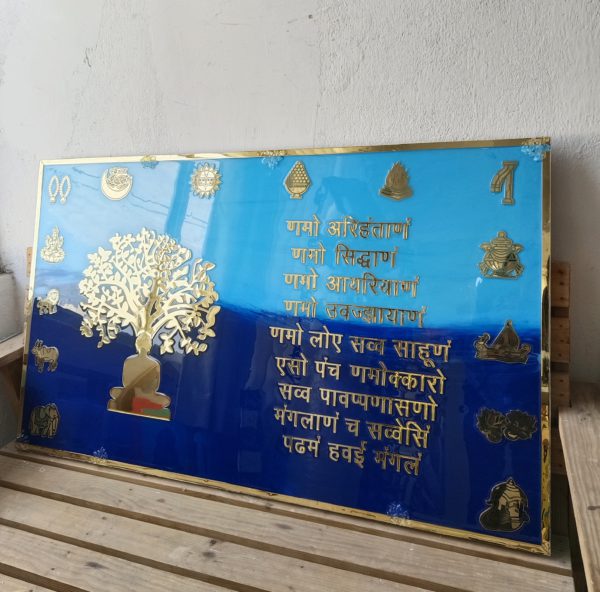 णमो अरिहंताणं
णमो सिद्धाणं
णमो आयरियाणं
णमो उवज्झायाणं
णमो लोए सव्व साहूणं
एसो पंच णमोक्कारो
सव्व पावप्पणासणो
मंगलाणं च सव्वेसिं
पढमं हवई मंगलं